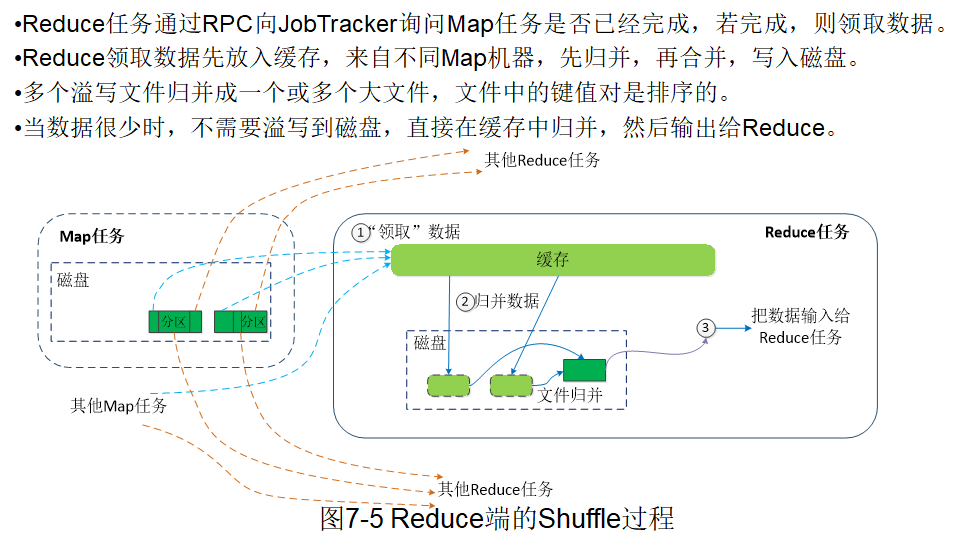 •Reduce任务通过RPC向JobTracker询问Map任务是否已经完成，若完成，则领取数据。
•Reduce领取数据先放入缓存，来自不同Map机器，先归并，再合并，写入磁盘。
•多个溢写文件归并成一个或多个大文件，文件中的键值对是排序的。
•当数据很少时，不需要溢写到磁盘，直接在缓存中归并，然后输出给Reduce。
其他Reduce任务
Map任务
磁盘
分区
分区
其他Map任务
①“领取”数据
Reduce任务
缓存
②归并数据
磁盘
文件归并
③
把数据输入给
Reduce任务
其他Reduce任务
图7-5 Reduce端的Shuffle过程